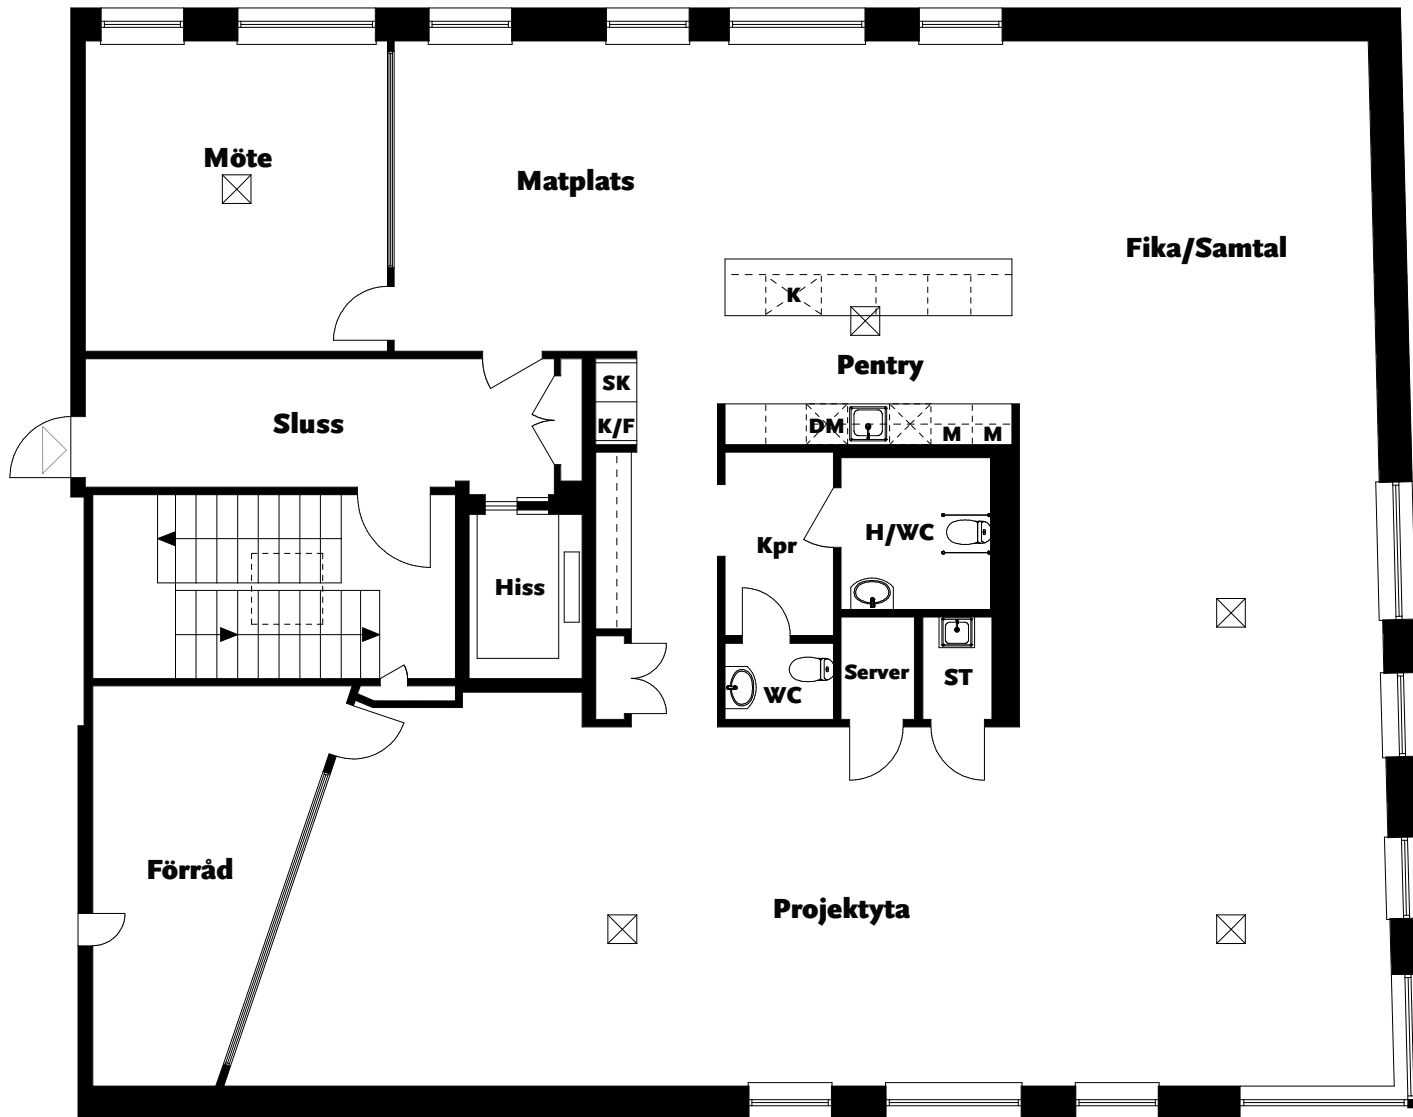 Möte
Matplats
Fika/Samtal
K
Pentry
SK
K/F
Sluss
DM
M
M
Kpr
H/WC
Hiss
Server
ST
WC
Förråd
Projektyta